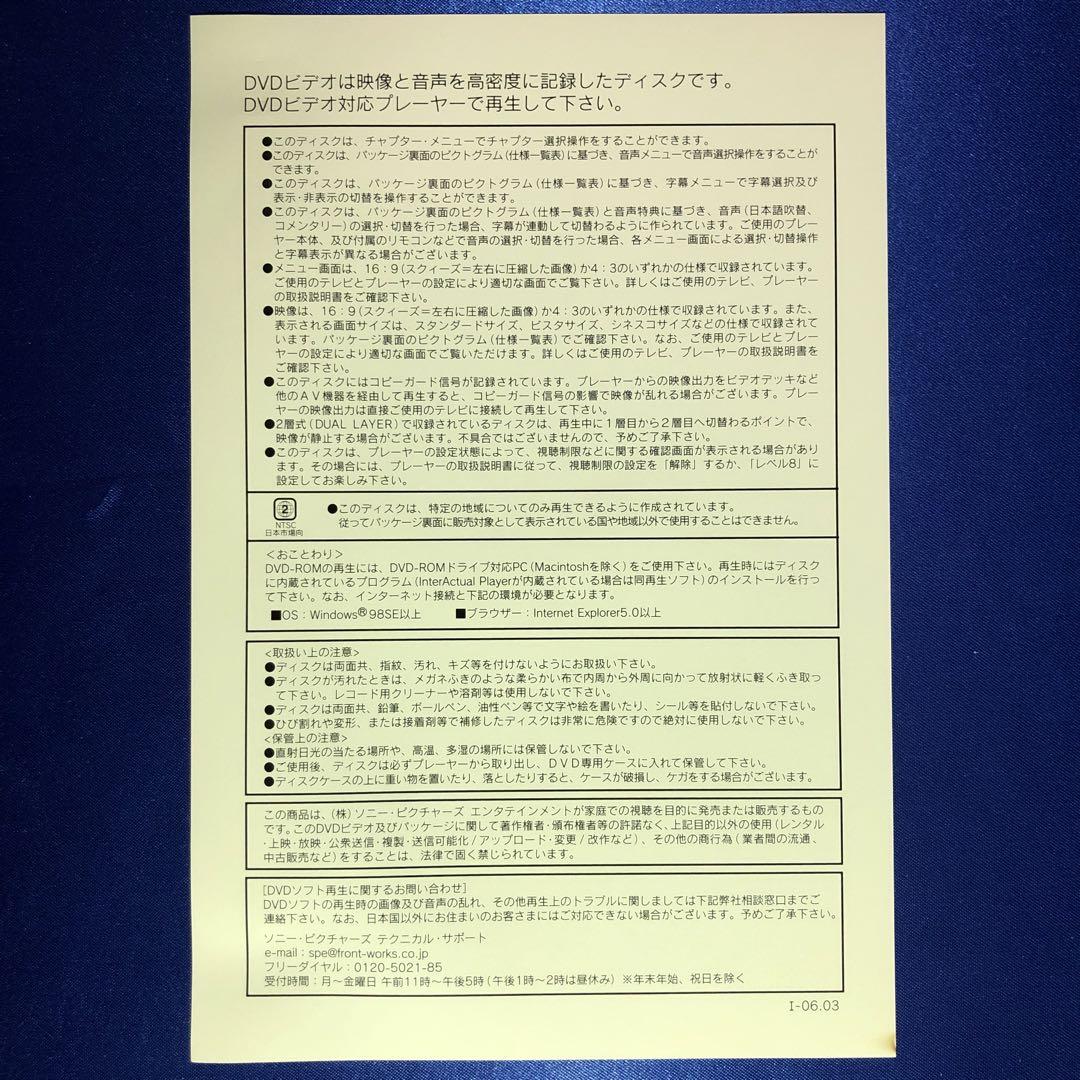 DVDビデオは映像と音声を高密度に記録したディスクです。
DVDビデオ対応プレーヤーで再生して下さい。
●このディスクは、チャプター・メニューでチャプター選択操作をすることができます。
●このディスクは、パッケージ裏面のピクトグラム(仕様一覧表)に基づき、音声メニューで音声選択操作をすることが
できます。
●このディスクは、パッケージ裏面のピクトグラム(仕様一覧表)に基づき、字幕メニューで字幕選択及び
表示・非表示の切替を操作することができます。
●このディスクは、パッケージ裏面のピクトグラム(仕様一覧表)と音声特典に基づき、音声(日本語吹替、
コメンタリー)の選択・切替を行った場合、字幕が連動して切替わるように作られています。ご使用のプレー
ヤー本体、及び付属のリモコンなどで音声の選択・切替を行った場合、各メニュー画面による選択・切替操作
と字幕表示が異なる場合がございます。
●メニュー画面は、16:9(スクィーズ=左右に圧縮した画像)か4:3のいずれかの仕様で収録されています。
ご使用のテレビとプレーヤーの設定により適切な画面でご覧下さい。詳しくはご使用のテレビ、プレーヤー
の取扱説明書をご確認下さい。
●映像は、16:9(スクィーズ=左右に圧縮した画像)か4:3のいずれかの仕様で収録されています。また、
表示される画面サイズは、スタンダードサイズ、ビスタサイズ、シネスコサイズなどの仕様で収録されて
います。パッケージ裏面のピクトグラム(仕様一覧表)でご確認下さい。なお、ご使用のテレビとプレー
ヤーの設定により適切な画面でご覧いただけます。詳しくはご使用のテレビ、プレーヤーの取扱説明書を
ご確認下さい。
●このディスクにはコピーガード信号が記録されています。プレーヤーからの映像出力をビデオデッキなど
他のAV機器を経由して再生すると、コピーガード信号の影響で映像が乱れる場合がございます。プレー
ヤーの映像出力は直接ご使用のテレビに接続して再生して下さい。
●2層式(DUAL LAYER)で収録されているディスクは、再生中に1層目から2層目へ切替わるポイントで、
映像が静止する場合がございます。不具合ではございませんので、予めご了承下さい。
●このディスクは、プレーヤーの設定状態によって、視聴制限などに関する確認画面が表示される場合があり
ます。その場合には、プレーヤーの取扱説明書に従って、視聴制限の設定を「解除」するか、「レベル8」に
設定してお楽しみ下さい。
2
NTSC
日本市場向
●このディスクは、特定の地域についてのみ再生できるように作成されています。
従ってパッケージ裏面に販売対象として表示されている国や地域以外で使用することはできません。
<おことわり>
DVD-ROMの再生には、DVD-ROMドライブ対応PC(Macintoshを除く)をご使用下さい。再生時にはディスク
に内蔵されているプログラム(InterActual Playerが内蔵されている場合は同再生ソフト)のインストールを行っ
て下さい。なお、インターネット接続と下記の環境が必要となります。
■OS:Windows®98SE以上 ■ブラウザー:Internet Explorer5.0以上
<取扱い上の注意>
●ディスクは両面共、指紋、汚れ、キズ等を付けないようにお取扱い下さい。
●ディスクが汚れたときは、メガネふきのような柔らかい布で内周から外周に向かって放射状に軽くふき取っ
て下さい。レコード用クリーナーや溶剤等は使用しないで下さい。
●ディスクは両面共、鉛筆、ボールペン、油性ペン等で文字や絵を書いたり、シール等を貼付しないで下さい。
●ひび割れや変形、または接着剤等で補修したディスクは非常に危険ですので絶対に使用しないで下さい。
<保管上の注意>
●直射日光の当たる場所や、高温、多湿の場所には保管しないで下さい。
●ご使用後、ディスクは必ずプレーヤーから取り出し、DVD専用ケースに入れて保管して下さい。
●ディスクケースの上に重い物を置いたり、落としたりすると、ケースが破損し、ケガをする場合がございます。
この商品は、(株)ソニー・ピクチャーズ エンタテインメントが家庭での視聴を目的に発売または販売するもの
です。このDVDビデオ及びパッケージに関して著作権者・頒布権者等の許諾なく、上記目的以外の使用(レンタル
・上映・放映・公衆送信・複製・送信可能化/アップロード・変更/改作など)、その他の商行為(業者間の流通、
中古販売など)をすることは、法律で固く禁じられています。
[DVDソフト再生に関するお問い合わせ]
DVDソフトの再生時の画像及び音声の乱れ、その他再生上のトラブルに関しましては下記弊社相談窓口までご
連絡下さい。なお、日本国以外にお住まいのお客さまにはご対応できない場合がございます。予めご了承下さい。
ソニー・ピクチャーズ テクニカル・サポート
e-mail:spe@front-works.co.jp
フリーダイヤル:0120-5021-85
受付時間:月~金曜日 午前11時~午後5時(午後1時~2時は昼休み) ※年末年始、祝日を除く
I-06.03